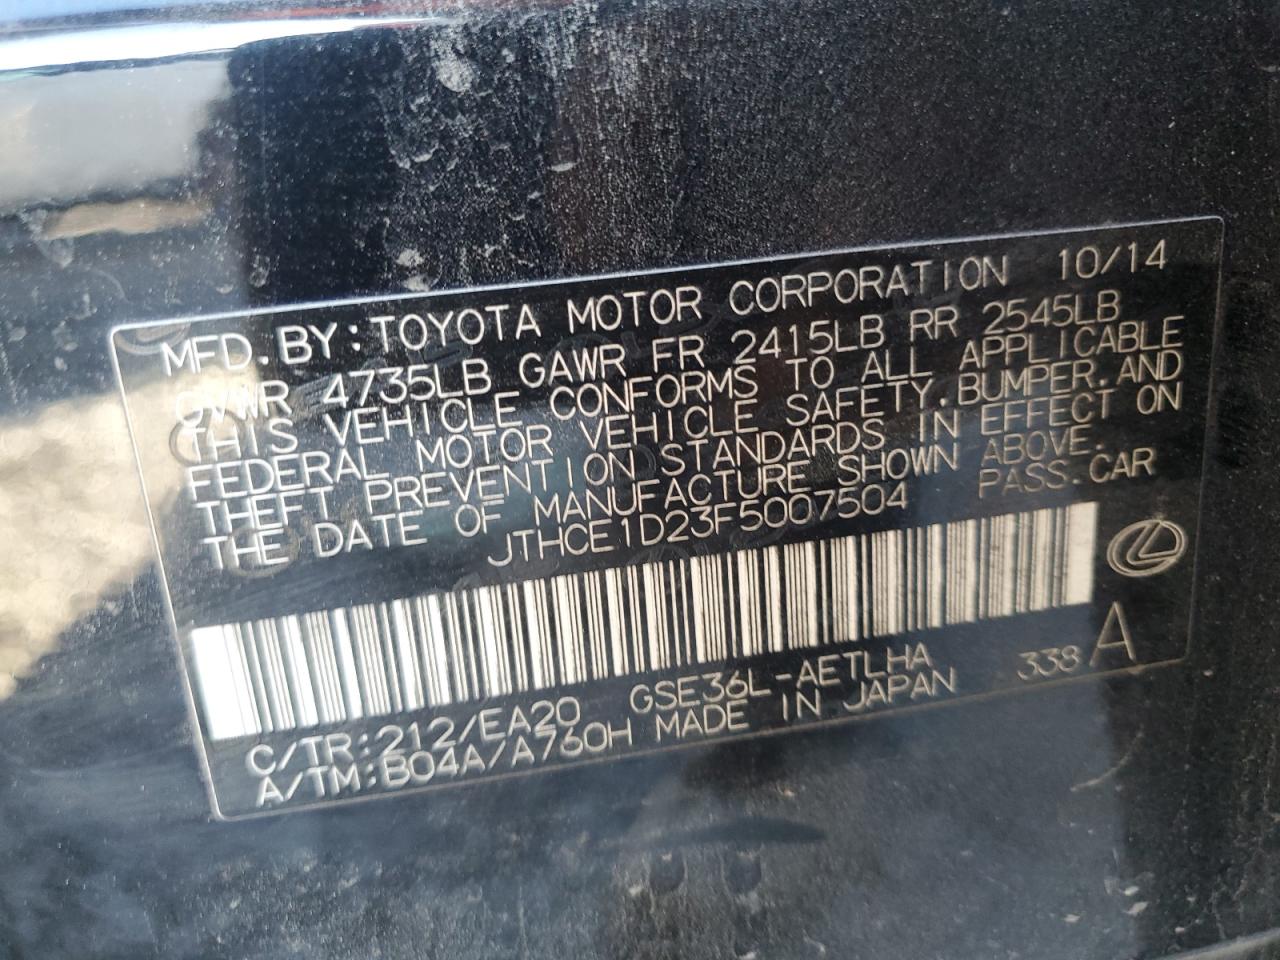 MFD. BY: TOYOTA MOTOR CORPORATION 10/14
GVWR 4735LB GAWR FR 2415LB RR 2545LB
THIS VEHICLE CONFORMS TO ALL APPLICABLE
FEDERAL MOTOR VEHICLE SAFETY, BUMPER, AND
THEFT PREVENTION STANDARDS IN EFFECT ON
THE DATE OF MANUFACTURE SHOWN ABOVE.
JTHCE1D23F5007504 PASS. CAR
C/TR:212/EA20 GSE36L-AETLHA
A/TM:B04A/A760H MADE IN JAPAN 338 A